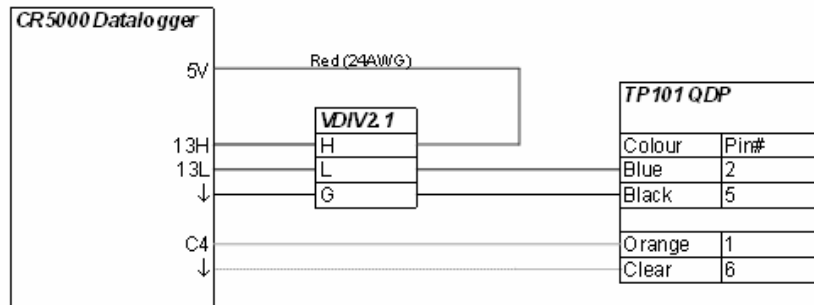 CR5000 Datalogger
5V
Red (24AWG)
TP101 QDP
VDIV2.1
13H
H
Colour Pin#
13L
L
Blue 2
↓
G
Black 5
C4
Orange 1
↓
Clear 6